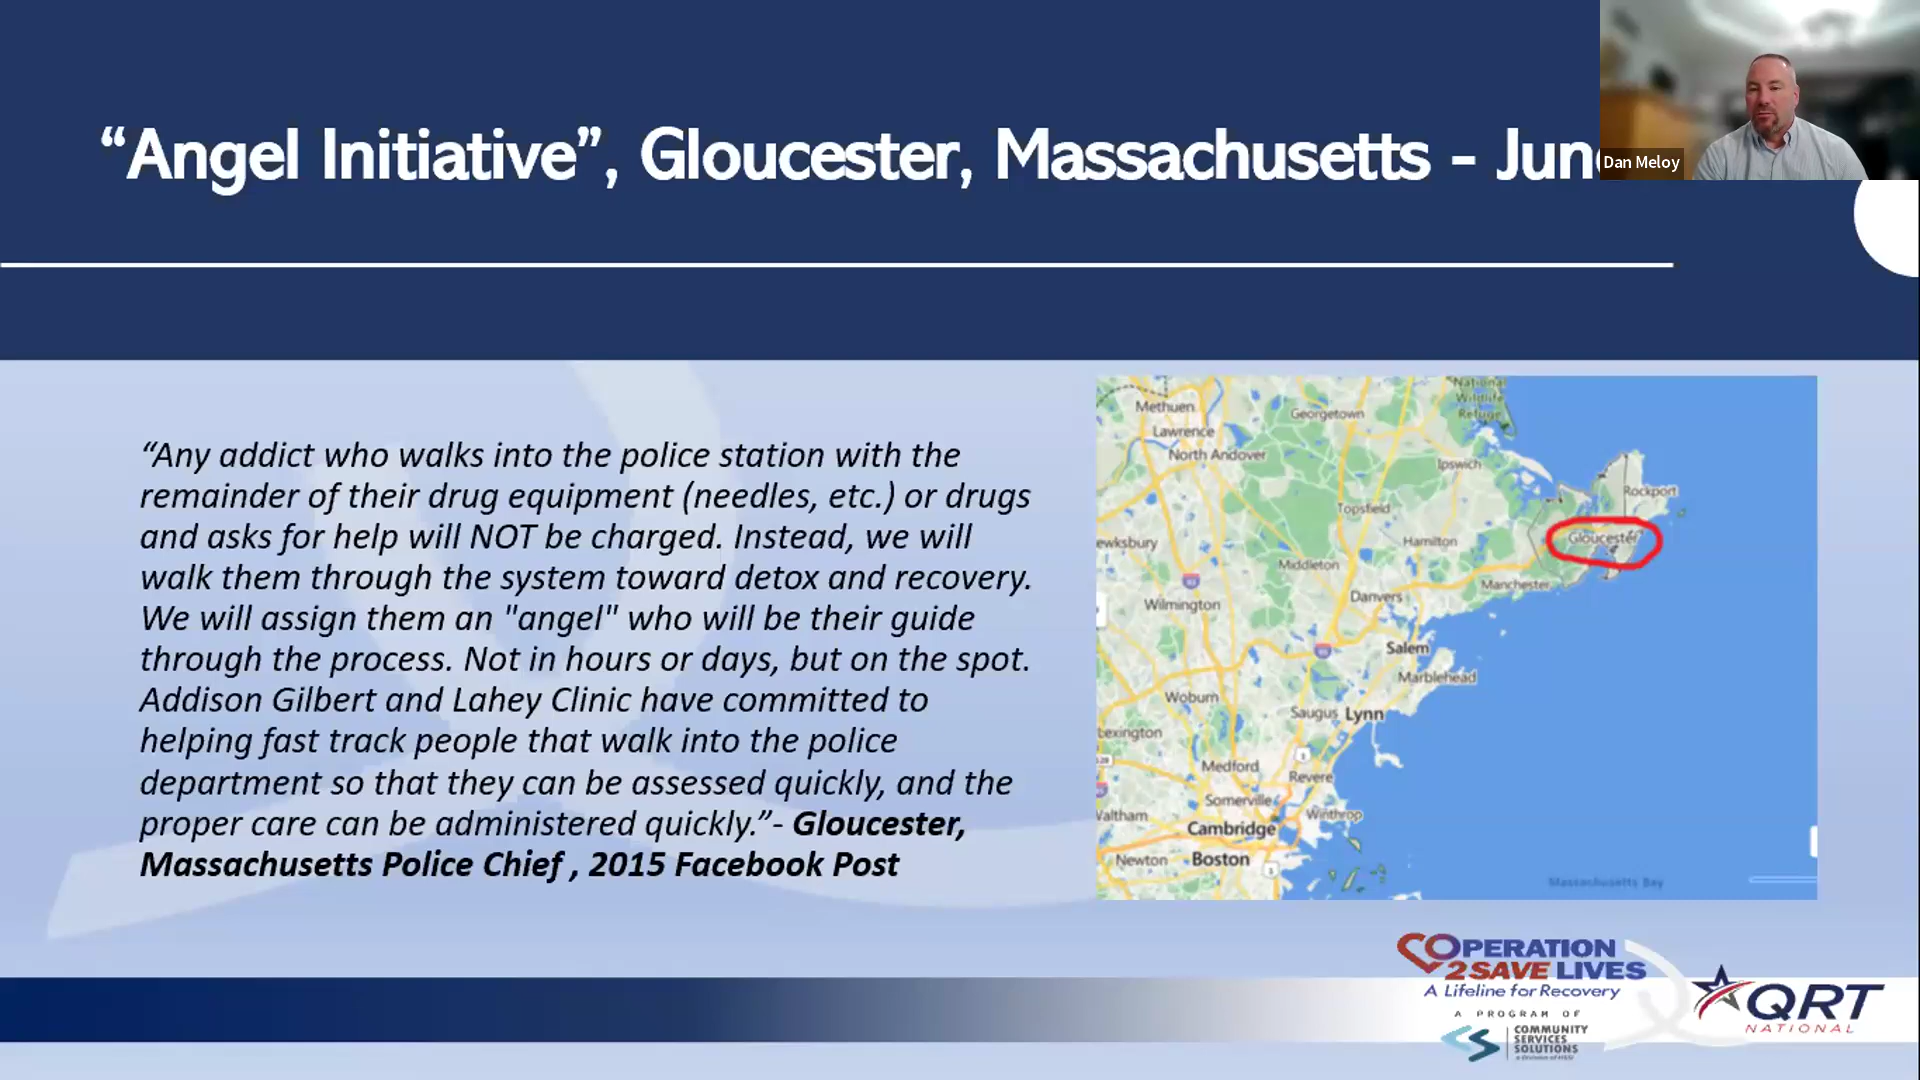 “Angel Initiative”, Gloucester, Massachusetts - Jun
Dan Meloy
“Any addict who walks into the police station with the
remainder of their drug equipment (needles, etc.) or drugs
and asks for help will NOT be charged. Instead, we will
walk them through the system toward detox and recovery.
We will assign them an "angel" who will be their guide
through the process. Not in hours or days, but on the spot.
Addison Gilbert and Lahey Clinic have committed to
helping fast track people that walk into the police
department so that they can be assessed quickly, and the
proper care can be administered quickly.”- Gloucester,
Massachusetts Police Chief , 2015 Facebook Post
National
Wildlife
Refuge
Methuen
Georgetown
Lawrence
North Andover
Ipswich
Rockport
Topsfield
Gloucester
ewksbury
Hamilton
Middleton
Manchester
Danvers
Wilmington
Salem
Marblehead
Woburn
Saugus
Lynn
Lexington
Medford
Revere
Somerville
Winthrop
Waltham
Cambridge
Newton
Boston
Massachusetts Bay
OPERATION
2SAVE LIVES
A Lifeline for Recovery
A PROGRAM OF
COMMUNITY
SERVICES
SOLUTIONS
QRT
NATIONAL